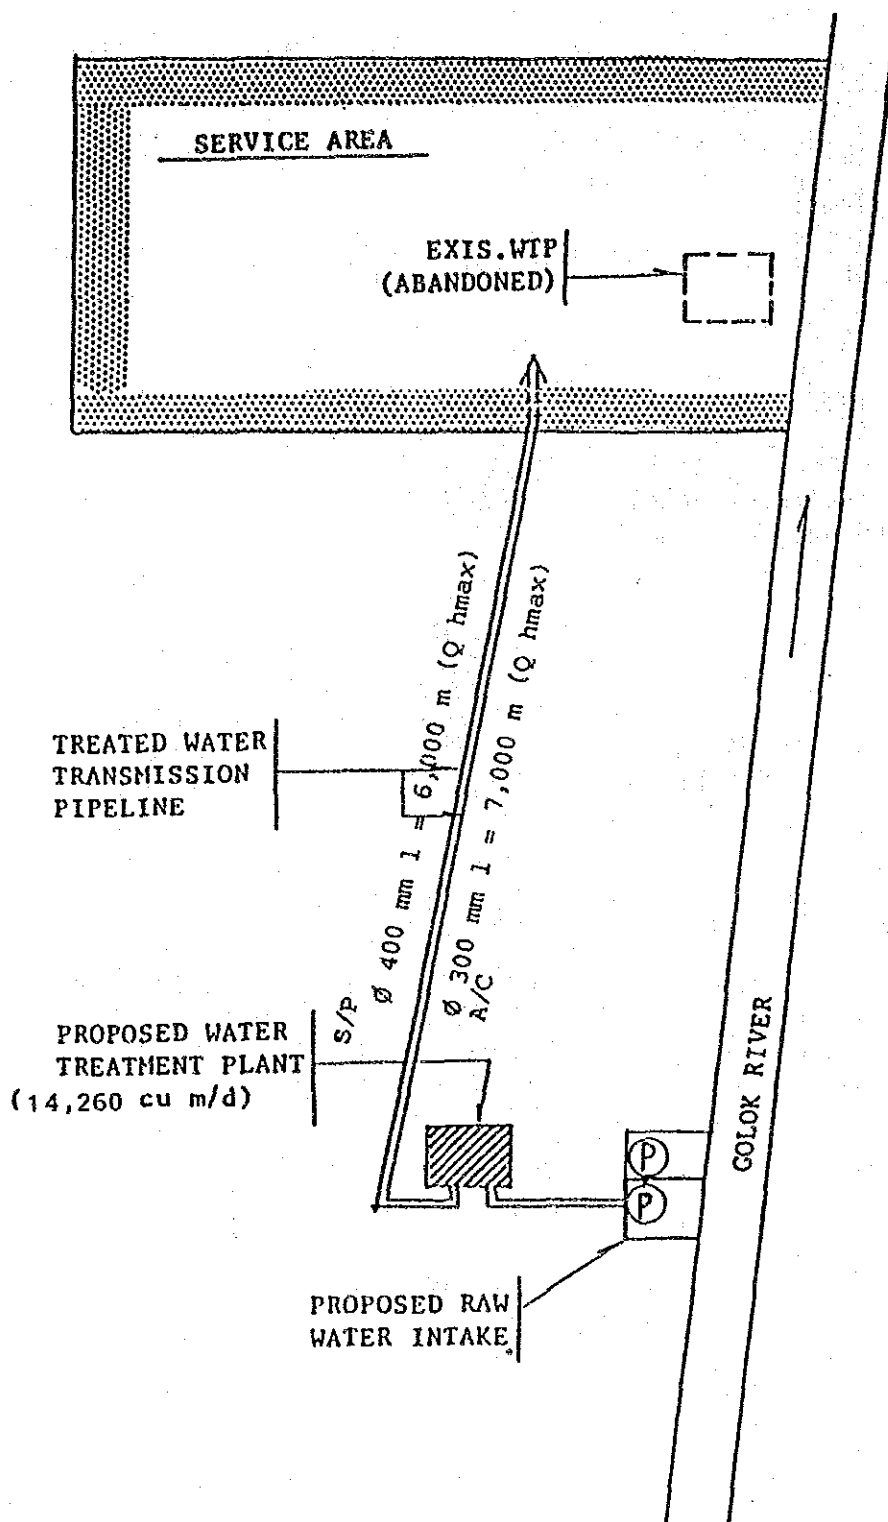 SERVICE AREA
EXIS.WTP
(ABANDONED)
TREATED WATER
TRANSMISSION
PIPELINE
S/P
Ø 400 mm l = 6,000 m (Q hmax)
Ø 300 mm l = 7,000 m (Q hmax)
A/C
PROPOSED WATER
TREATMENT PLANT
(14,260 cu m/d)
GOLOK RIVER
P
P
PROPOSED RAW
WATER INTAKE